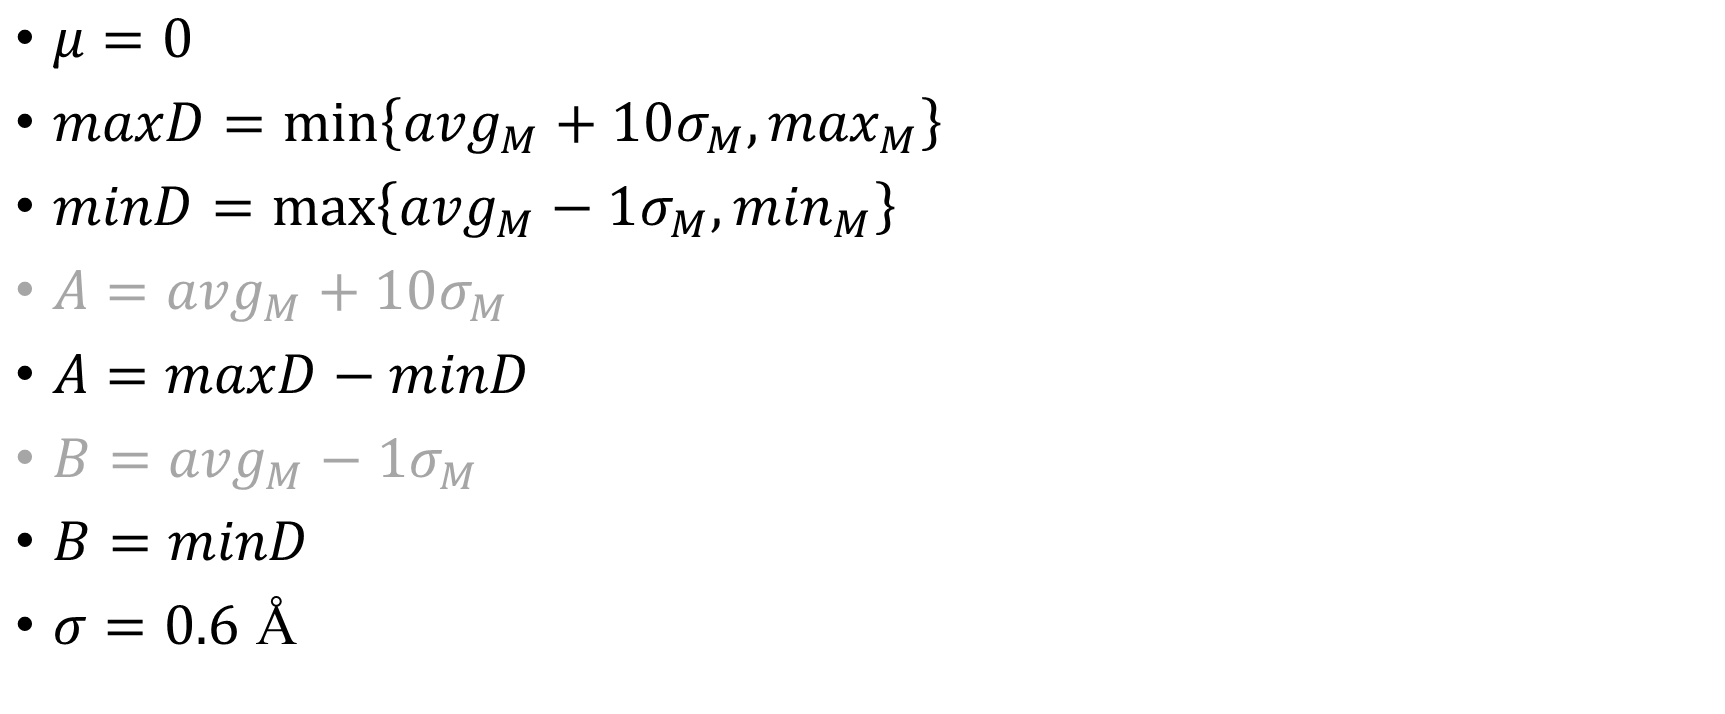 • μ = 0
• maxD = min{avg_M + 10σ_M, max_M}
• minD = max{avg_M − 1σ_M, min_M}
• A = avg_M + 10σ_M
• A = maxD − minD
• B = avg_M − 1σ_M
• B = minD
• σ = 0.6 Å